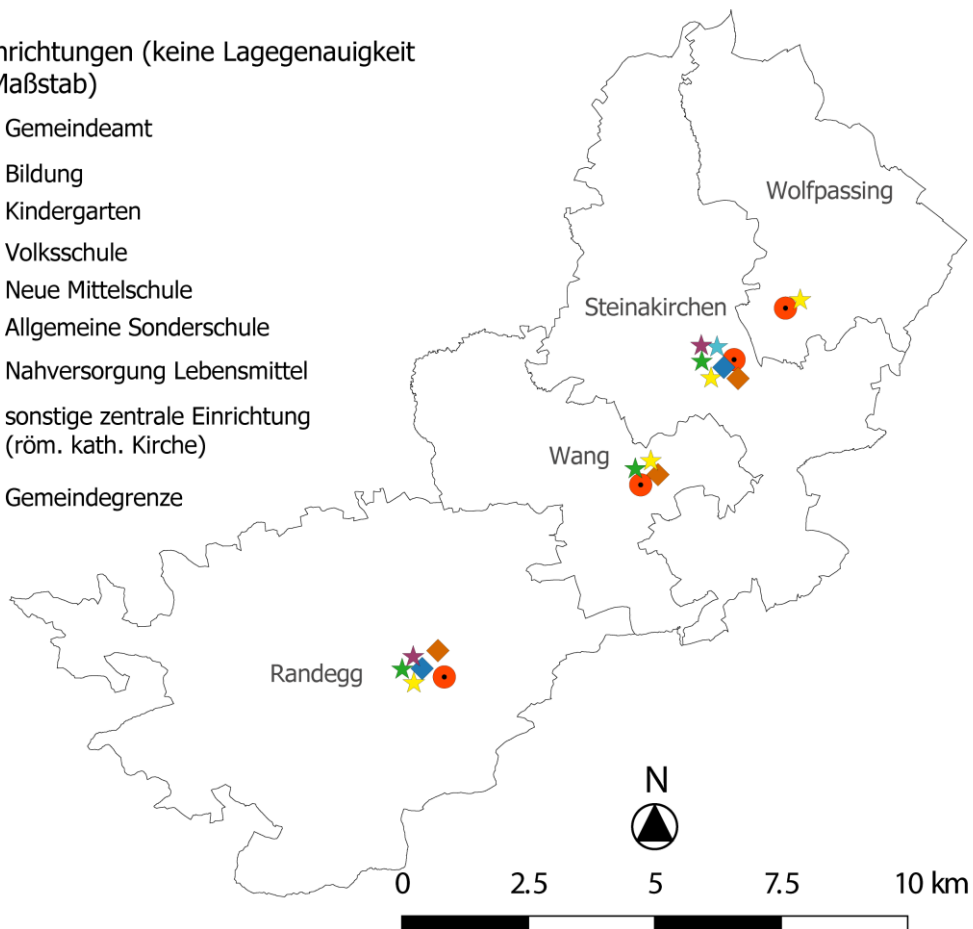 nrichtungen (keine Lagegenauigkeit
Maßstab)
Gemeindeamt
Bildung
Kindergarten
Volksschule
Neue Mittelschule
Allgemeine Sonderschule
Nahversorgung Lebensmittel
sonstige zentrale Einrichtung
(röm. kath. Kirche)
Gemeindegrenze
Wolfpassing
Steinakirchen
Wang
Randegg
N
0 2.5 5 7.5 10 km